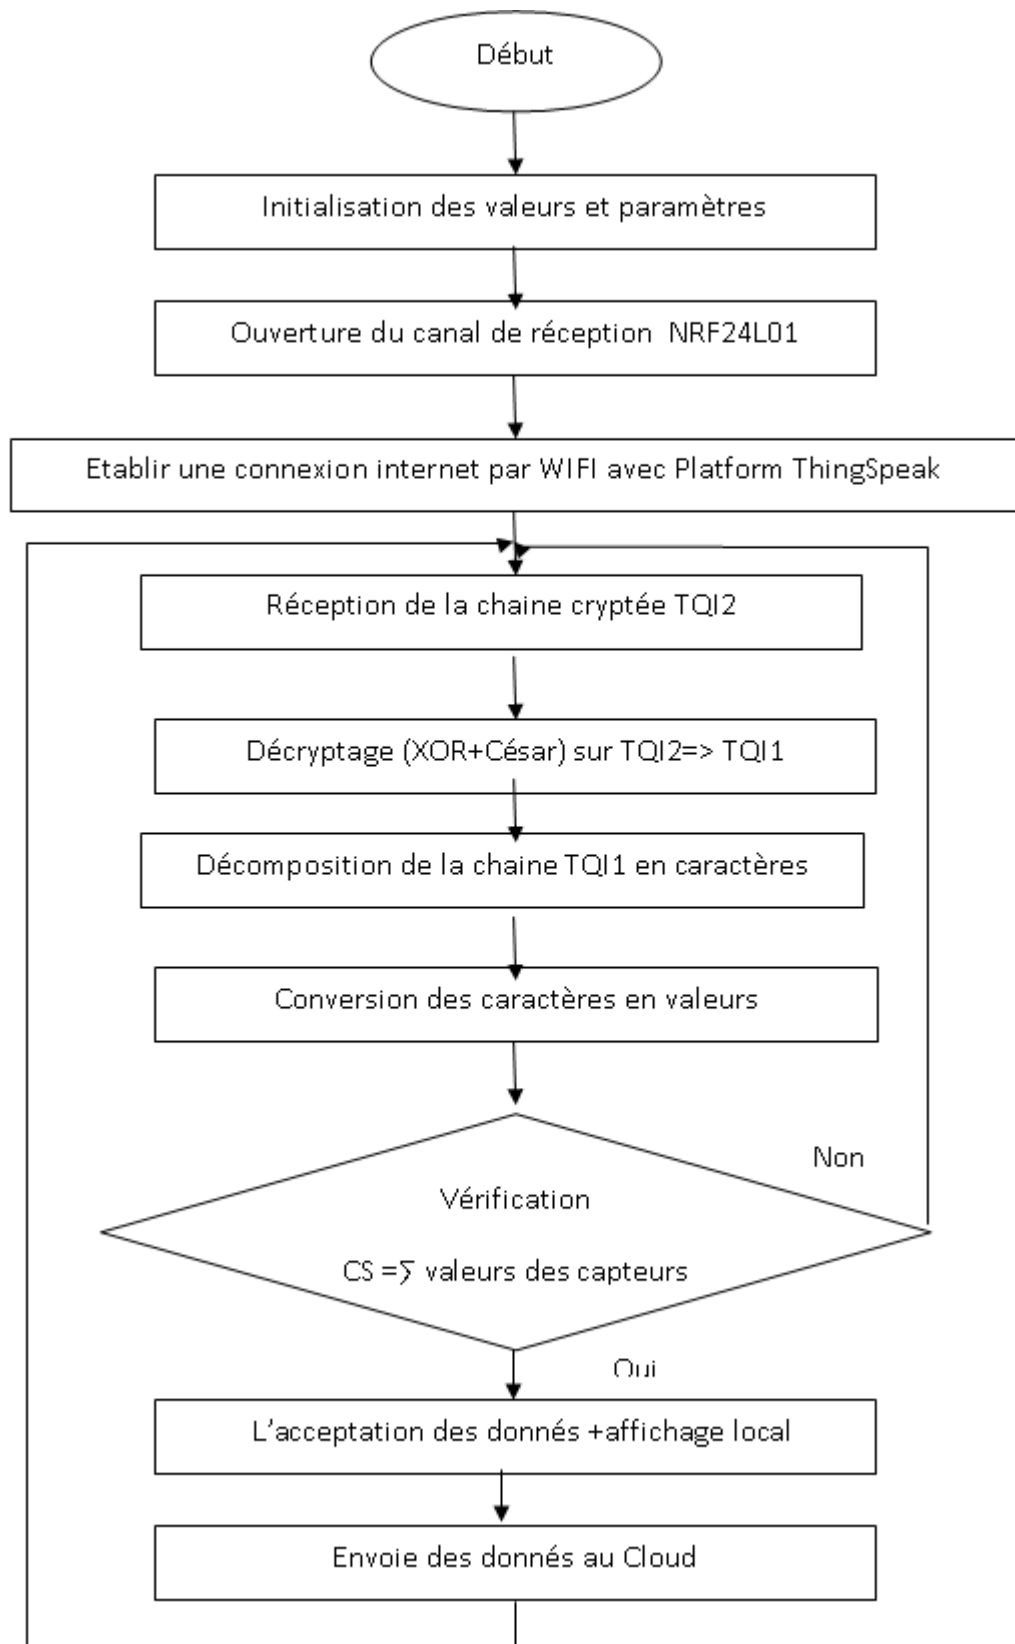 Début
Initialisation des valeurs et paramètres
Ouverture du canal de réception NRF24L01
Etablir une connexion internet par WIFI avec Platform ThingSpeak
Réception de la chaine cryptée TQI2
Décryptage (XOR+César) sur TQI2=> TQI1
Décomposition de la chaine TQI1 en caractères
Conversion des caractères en valeurs
Non
Vérification
CS =∑ valeurs des capteurs
Oui
L’acceptation des donnés +affichage local
Envoie des donnés au Cloud